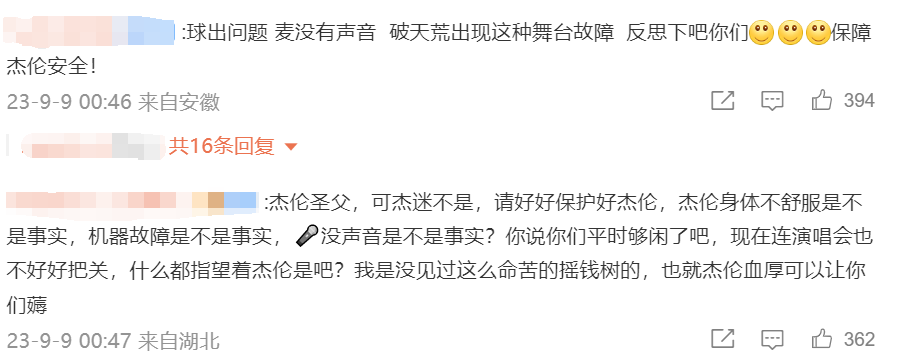 :球出问题 麦没有声音 破天荒出现这种舞台故障 反思下吧你们🙂🙂🙂保障
杰伦安全！
23-9-9 00:46 来自安徽
394
共16条回复
:杰伦圣父，可杰迷不是，请好好保护好杰伦，杰伦身体不舒服是不
是事实，机器故障是不是事实，🎤没声音是不是事实？你说你们平时够闲了吧，现在连演唱会也
不好好把关，什么都指望着杰伦是吧？我是没见过这么命苦的摇钱树的，也就杰伦血厚可以让你
们薅
23-9-9 00:47 来自湖北
362